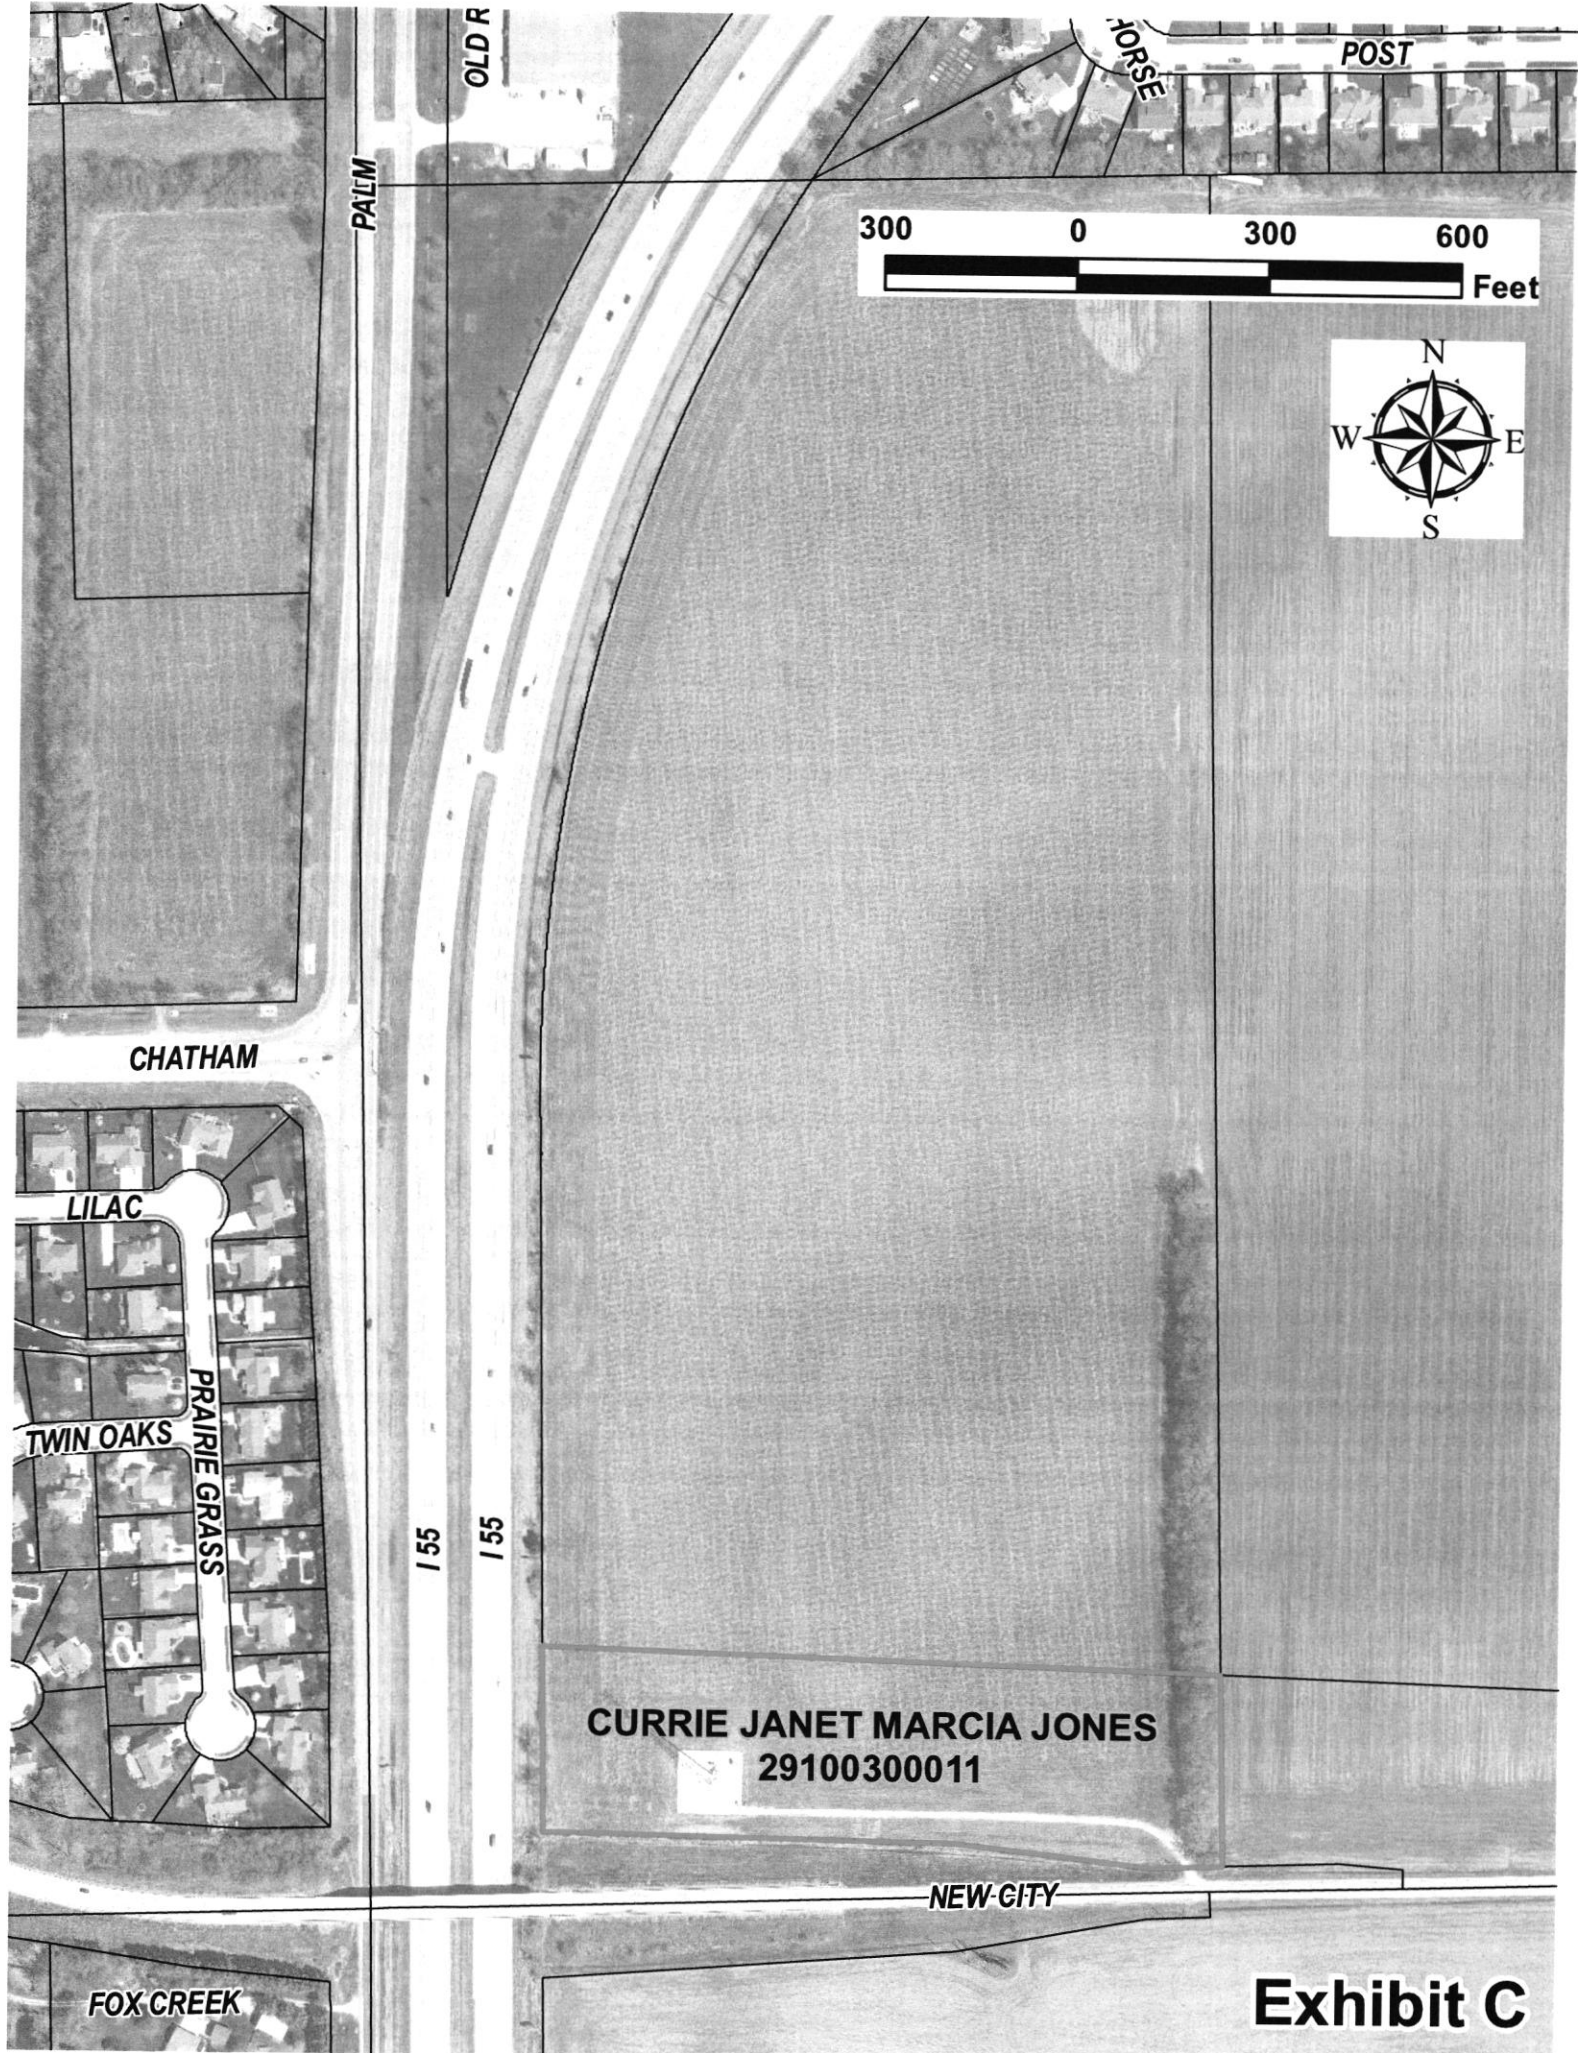 OLD R
HORSE
POST
PALM
300 0 300 600
Feet
N
W E
S
CHATHAM
LILAC
TWIN OAKS
PRAIRIE GRASS
I 55
I 55
CURRIE JANET MARCIA JONES
29100300011
NEW CITY
FOX CREEK
Exhibit C